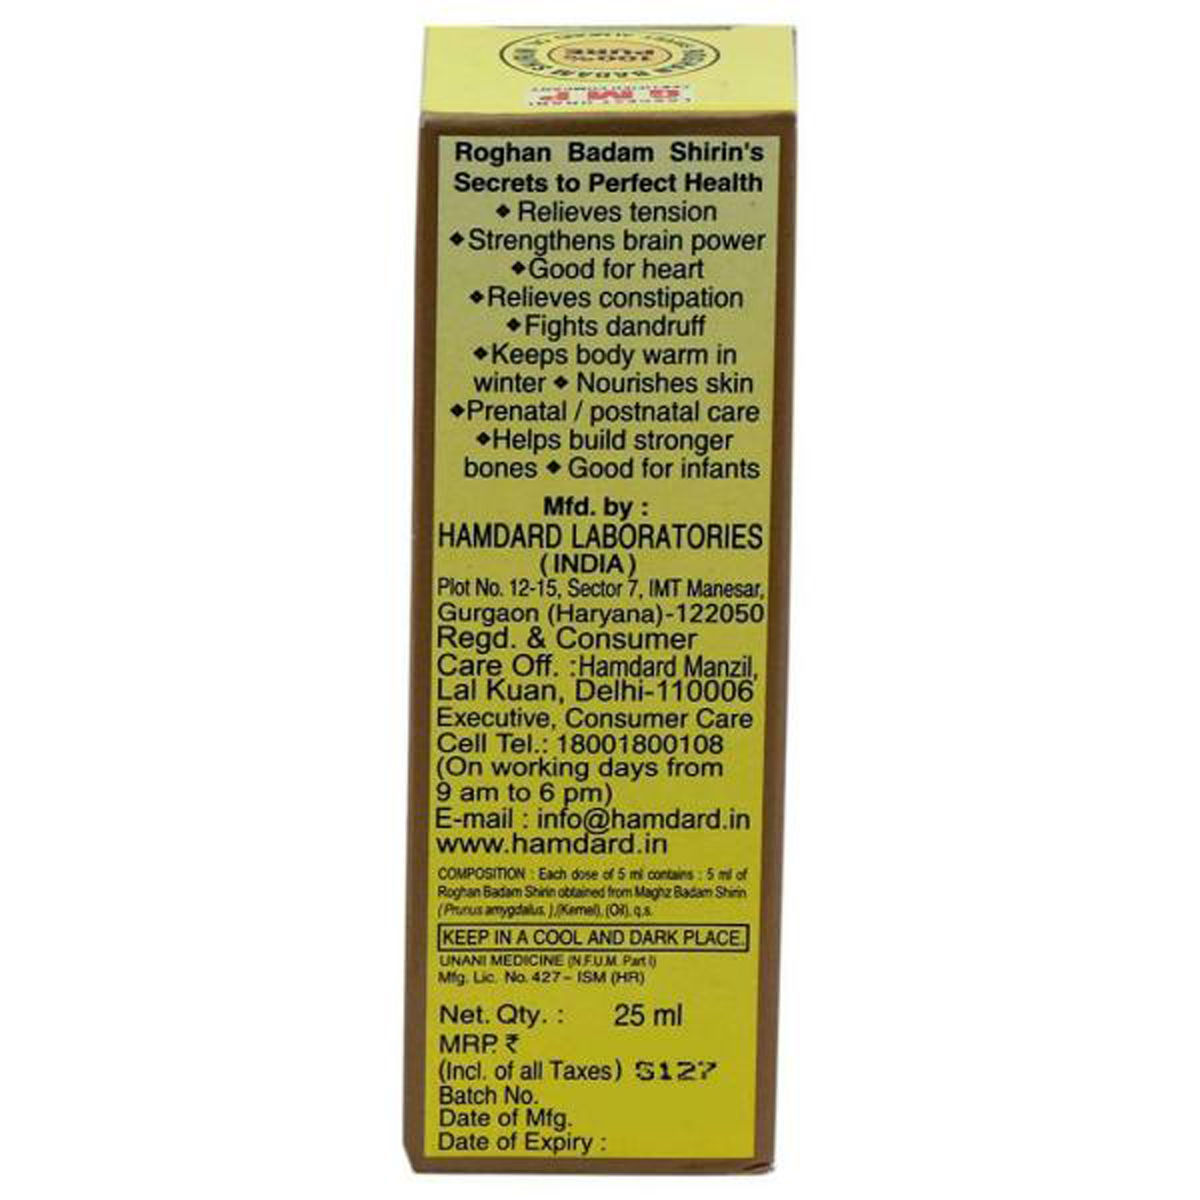 100%
PURE
ROGAN BADAM SHIRIN
G.M.P
Roghan Badam Shirin's
Secrets to Perfect Health
❖ Relieves tension
❖Strengthens brain power
❖Good for heart
❖Relieves constipation
❖Fights dandruff
❖Keeps body warm in
winter ❖ Nourishes skin
❖Prenatal / postnatal care
❖Helps build stronger
bones ❖ Good for infants
Mfd. by :
HAMDARD LABORATORIES
(INDIA)
Plot No. 12-15, Sector 7, IMT Manesar,
Gurgaon (Haryana)-122050
Regd. & Consumer
Care Off. :Hamdard Manzil,
Lal Kuan, Delhi-110006
Executive, Consumer Care
Cell Tel.: 18001800108
(On working days from
9 am to 6 pm)
E-mail : info@hamdard.in
www.hamdard.in
COMPOSITION : Each dose of 5 ml contains : 5 ml of
Roghan Badam Shirin obtained from Maghz Badam Shirin
(Prunus amygdalus, ),(Kernel), (Oil), q.s.
KEEP IN A COOL AND DARK PLACE.
UNANI MEDICINE (N.F.U.M. Part I)
Mfg. Lic. No. 427– ISM (HR)
Net. Qty. : 25 ml
MRP. ₹
(Incl. of all Taxes) S127
Batch No.
Date of Mfg.
Date of Expiry :